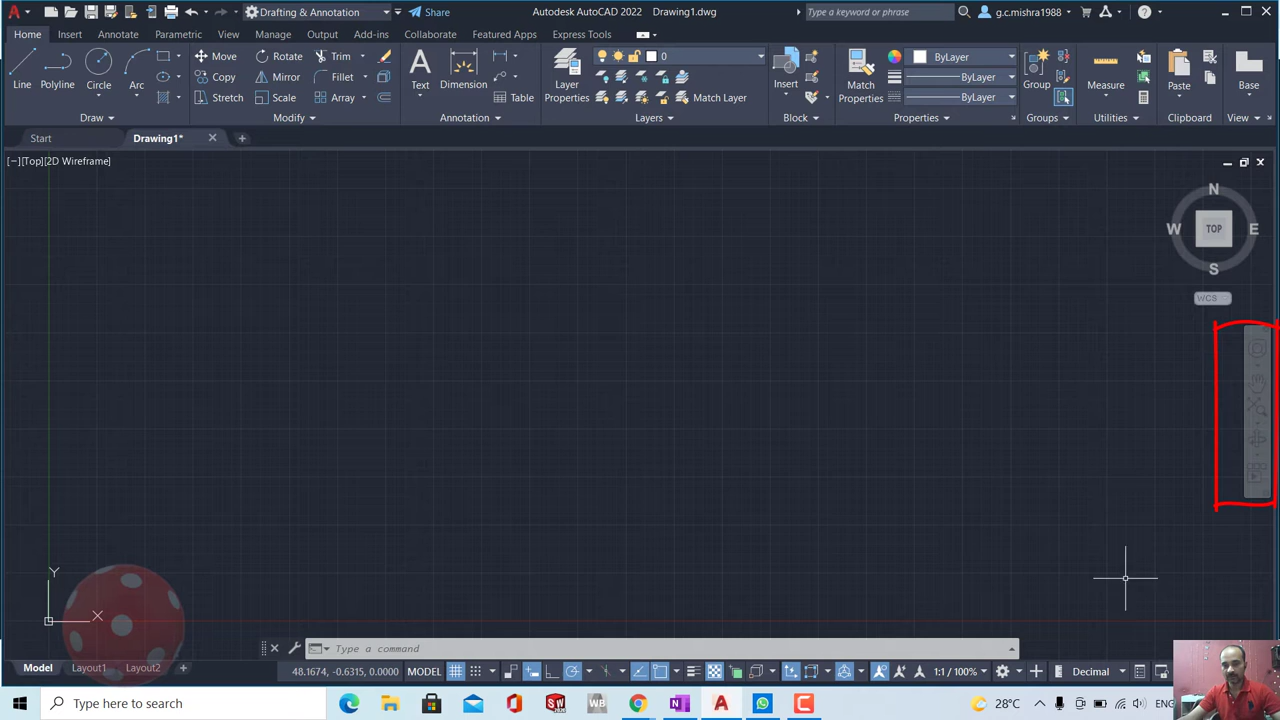 Drafting & Annotation Share Autodesk AutoCAD 2022 Drawing1.dwg Type a keyword or phrase g.c.mishra1988
Home Insert Annotate Parametric View Manage Output Add-ins Collaborate Featured Apps Express Tools
Move Rotate Trim 0 ByLayer
Line Polyline Circle Arc Copy Mirror Fillet Text Dimension Layer Properties Insert Match Properties ByLayer Group Measure Paste Base
Stretch Scale Array Table Match Layer ByLayer
Draw Modify Annotation Layers Block Properties Groups Utilities Clipboard View
Start Drawing1*
[−][Top][2D Wireframe]
N
W TOP E
S
WCS
Y
X
Type a command
Model Layout1 Layout2 48.1674, -0.6315, 0.0000 MODEL 1:1 / 100% Decimal
Type here to search 28°C ENG